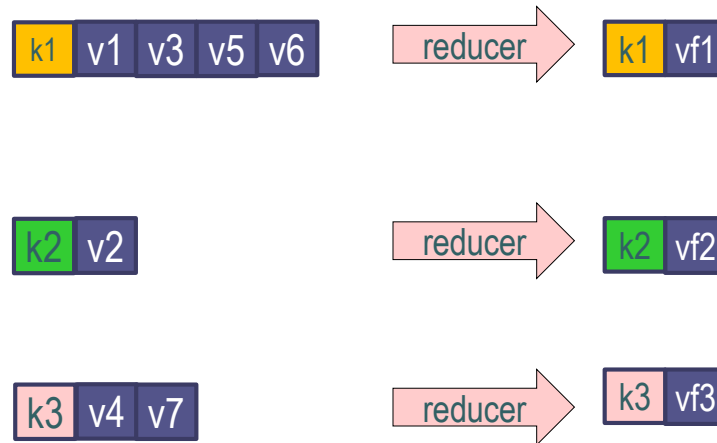 k1 v1 v3 v5 v6 reducer k1 vf1
k2 v2 reducer k2 vf2
k3 v4 v7 reducer k3 vf3